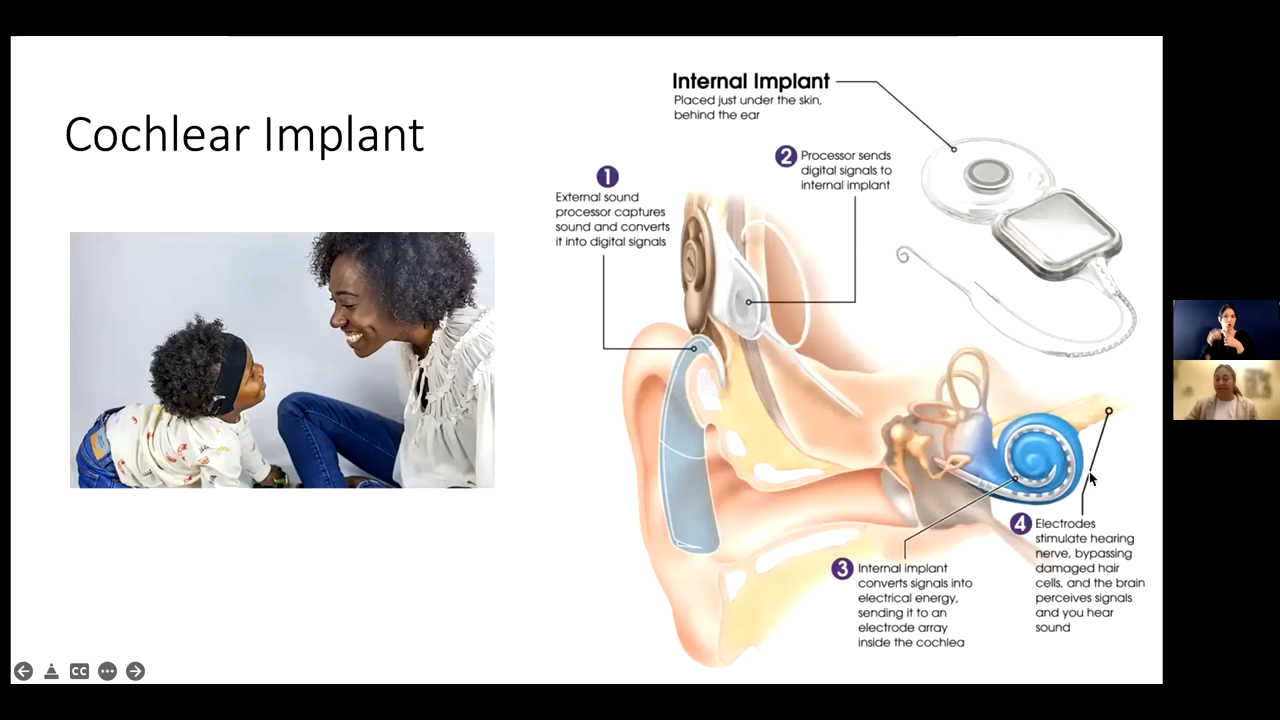 Cochlear Implant
Internal Implant
Placed just under the skin,
behind the ear
1
External sound
processor captures
sound and converts
it into digital signals
2
Processor sends
digital signals to
internal implant
3
Internal implant
converts signals into
electrical energy,
sending it to an
electrode array
inside the cochlea
4
Electrodes
stimulate hearing
nerve, bypassing
damaged hair
cells, and the brain
perceives signals
and you hear
sound
CC